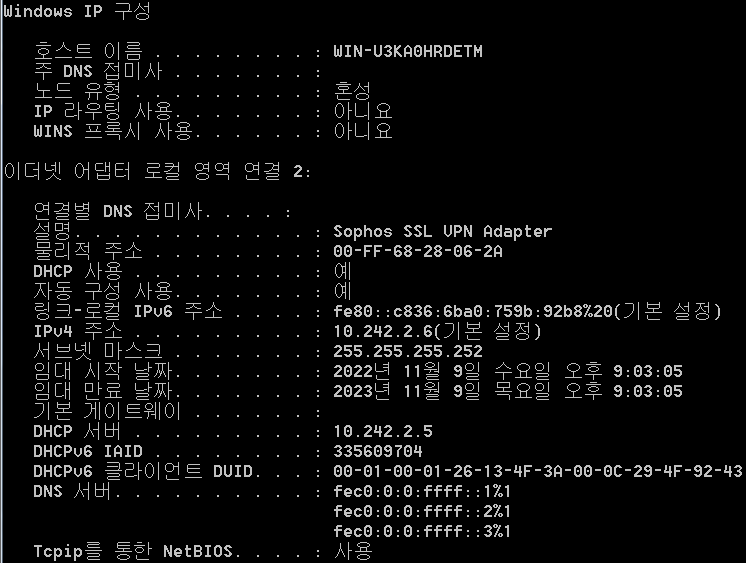 Windows IP 구성
호스트 이름 . . . . . . . . : WIN-U3KA0HRDETM
주 DNS 접미사 . . . . . . . :
노드 유형 . . . . . . . . . : 혼성
IP 라우팅 사용. . . . . . . : 아니요
WINS 프록시 사용. . . . . . : 아니요
이더넷 어댑터 로컬 영역 연결 2:
연결별 DNS 접미사. . . . :
설명. . . . . . . . . . . . : Sophos SSL VPN Adapter
물리적 주소 . . . . . . . . : 00-FF-68-28-06-2A
DHCP 사용 . . . . . . . . . : 예
자동 구성 사용. . . . . . . : 예
링크-로컬 IPv6 주소 . . . . : fe80::c836:6ba0:759b:92b8%20(기본 설정)
IPv4 주소 . . . . . . . . . : 10.242.2.6(기본 설정)
서브넷 마스크 . . . . . . . : 255.255.255.252
임대 시작 날짜. . . . . . . : 2022년 11월 9일 수요일 오후 9:03:05
임대 만료 날짜. . . . . . . : 2023년 11월 9일 목요일 오후 9:03:05
기본 게이트웨이 . . . . . . :
DHCP 서버 . . . . . . . . . : 10.242.2.5
DHCPv6 IAID . . . . . . . . : 335609704
DHCPv6 클라이언트 DUID. . . : 00-01-00-01-26-13-4F-3A-00-0C-29-4F-92-43
DNS 서버. . . . . . . . . . : fec0:0:0:ffff::1%1
fec0:0:0:ffff::2%1
fec0:0:0:ffff::3%1
Tcpip를 통한 NetBIOS. . . . : 사용